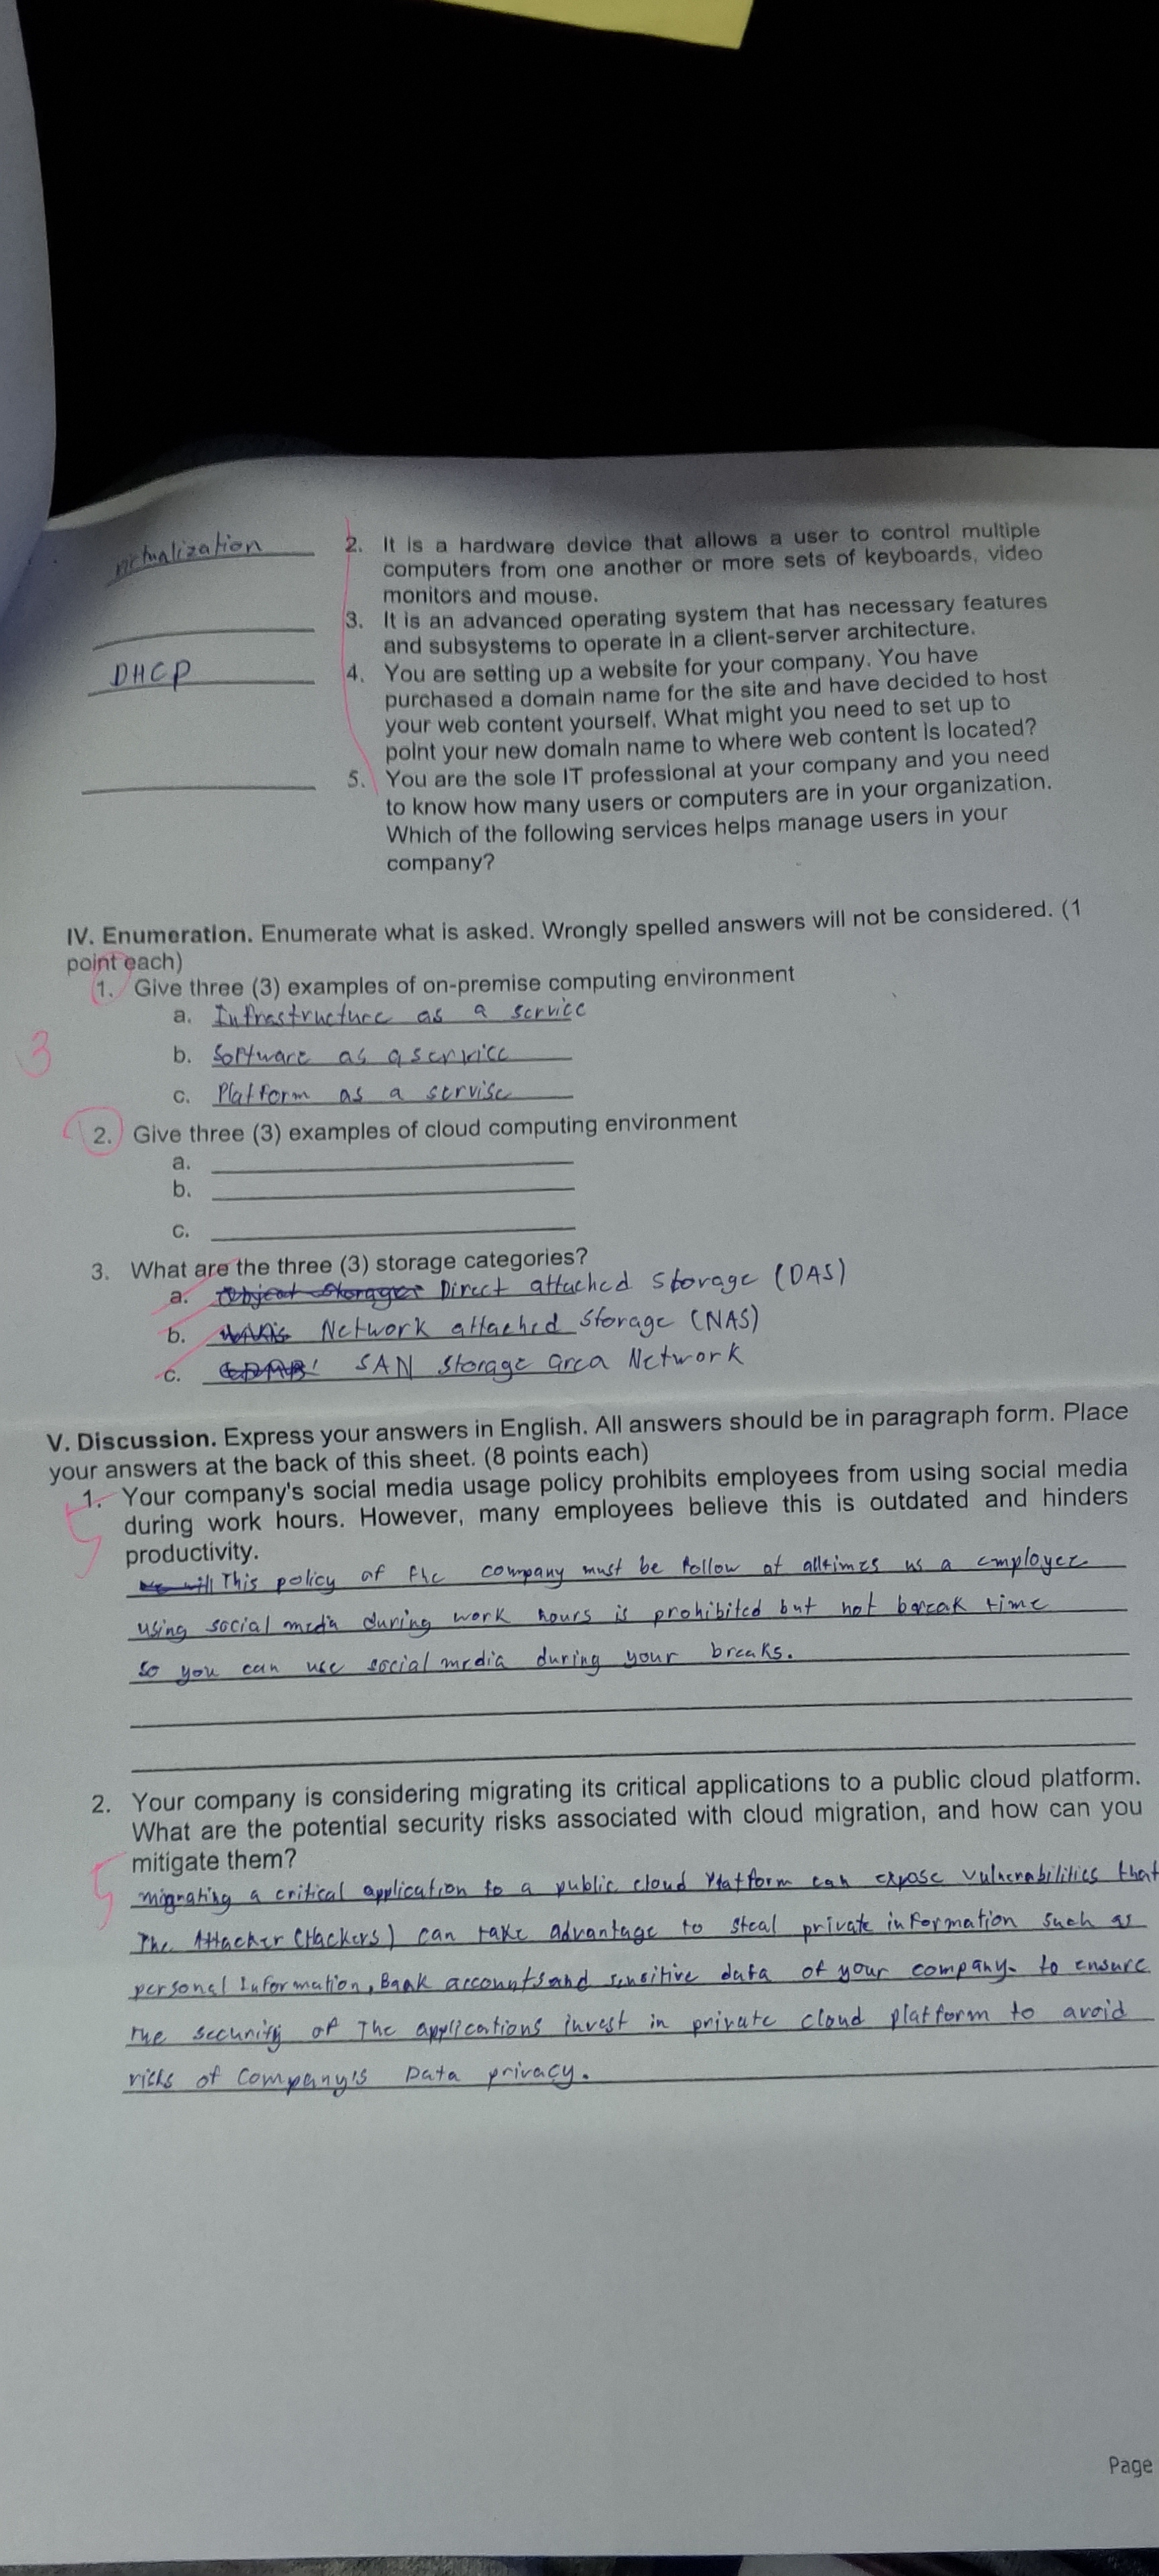 virtualization
2. It is a hardware device that allows a user to control multiple
computers from one another or more sets of keyboards, video
monitors and mouse.
3. It is an advanced operating system that has necessary features
and subsystems to operate in a client-server architecture.
DHCP
4. You are setting up a website for your company. You have
purchased a domain name for the site and have decided to host
your web content yourself. What might you need to set up to
point your new domain name to where web content is located?
5. You are the sole IT professional at your company and you need
to know how many users or computers are in your organization.
Which of the following services helps manage users in your
company?
IV. Enumeration. Enumerate what is asked. Wrongly spelled answers will not be considered. (1
point each)
1. Give three (3) examples of on-premise computing environment
a. Infrastructure as a service
3
b. Software as a service
c. Platform as a servise
2. Give three (3) examples of cloud computing environment
a.
b.
c.
3. What are the three (3) storage categories?
a. Object Storage Direct attached Storage (DAS)
b. Network attached Storage (NAS)
c. SAN Storage area Network
V. Discussion. Express your answers in English. All answers should be in paragraph form. Place
your answers at the back of this sheet. (8 points each)
1. Your company's social media usage policy prohibits employees from using social media
during work hours. However, many employees believe this is outdated and hinders
5
productivity.
This policy of the company must be follow at alltimes us a employee
using social media during work hours is prohibited but not bareak time
so you can use social media during your breaks.
2. Your company is considering migrating its critical applications to a public cloud platform.
What are the potential security risks associated with cloud migration, and how can you
mitigate them?
5
mignating a critical application to a public cloud Platform can expose vulnerabilities that
The Attacker (Hackers) can take advantage to steal private information such as
personal Information, Bank accounts and sensitive data of your company. to ensure
The security of The applications invest in private cloud platform to avoid
risks of Company's Data privacy.
Page